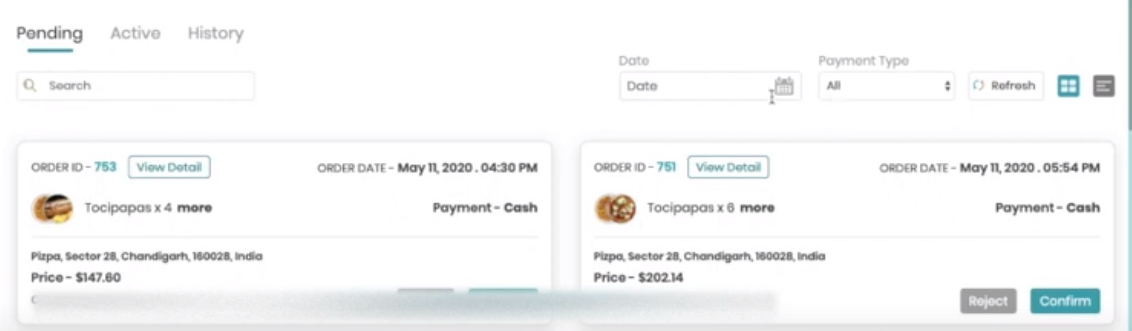 Pending Active History
Date Payment Type
Search Date All Refresh
ORDER ID - 753 View Detail ORDER DATE - May 11, 2020 . 04:30 PM
Tocipapas x 4 more Payment - Cash
Pizpa, Sector 28, Chandigarh, 160028, India
Price - $147.60
ORDER ID - 751 View Detail ORDER DATE - May 11, 2020 . 05:54 PM
Tocipapas x 6 more Payment - Cash
Pizpa, Sector 28, Chandigarh, 160028, India
Price - $202.14
Reject Confirm